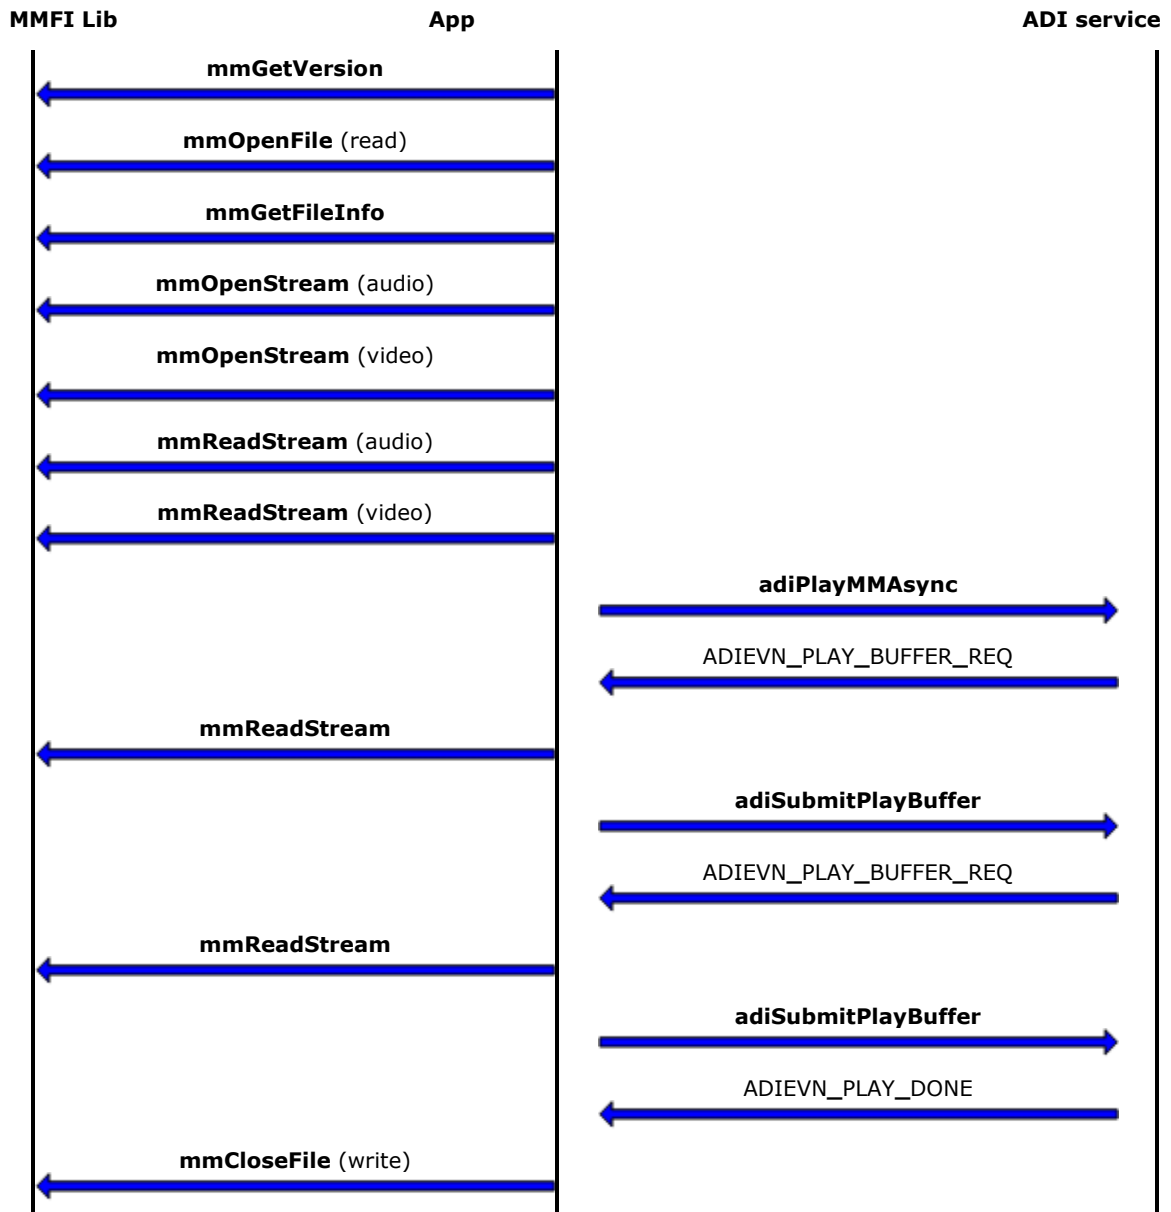 MMFI Lib App ADI service
mmGetVersion
mmOpenFile (read)
mmGetFileInfo
mmOpenStream (audio)
mmOpenStream (video)
mmReadStream (audio)
mmReadStream (video)
adiPlayMMAsync
ADIEVN_PLAY_BUFFER_REQ
mmReadStream
adiSubmitPlayBuffer
ADIEVN_PLAY_BUFFER_REQ
mmReadStream
adiSubmitPlayBuffer
ADIEVN_PLAY_DONE
mmCloseFile (write)